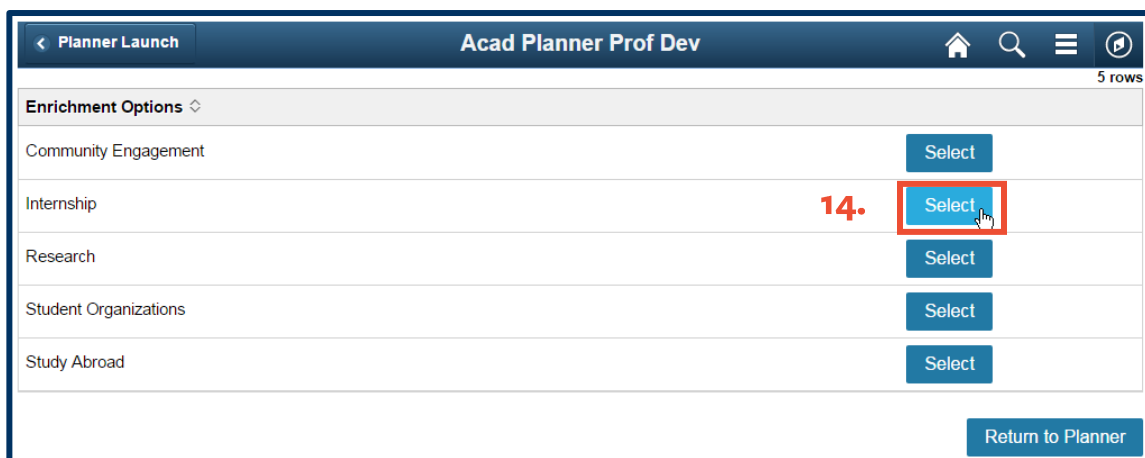 Planner Launch
Acad Planner Prof Dev
5 rows
Enrichment Options
Community Engagement
Select
Internship
14.
Select
Research
Select
Student Organizations
Select
Study Abroad
Select
Return to Planner